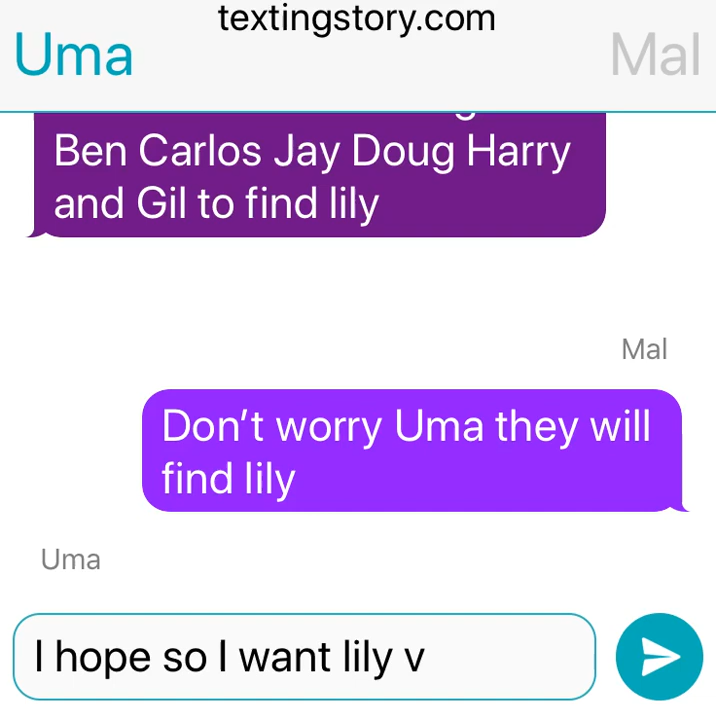 textingstory.com
Uma
Mal
Ben Carlos Jay Doug Harry
and Gil to find lily
Mal
Don’t worry Uma they will
find lily
Uma
I hope so I want lily v